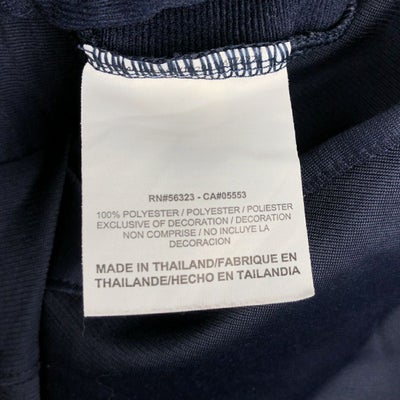 RN#56323 - CA#05553
100% POLYESTER / POLYESTER / POLIESTER
EXCLUSIVE OF DECORATION / DECORATION
NON COMPRISE / NO INCLUYE LA
DECORACION
MADE IN THAILAND/FABRIQUE EN
THAILANDE/HECHO EN TAILANDIA